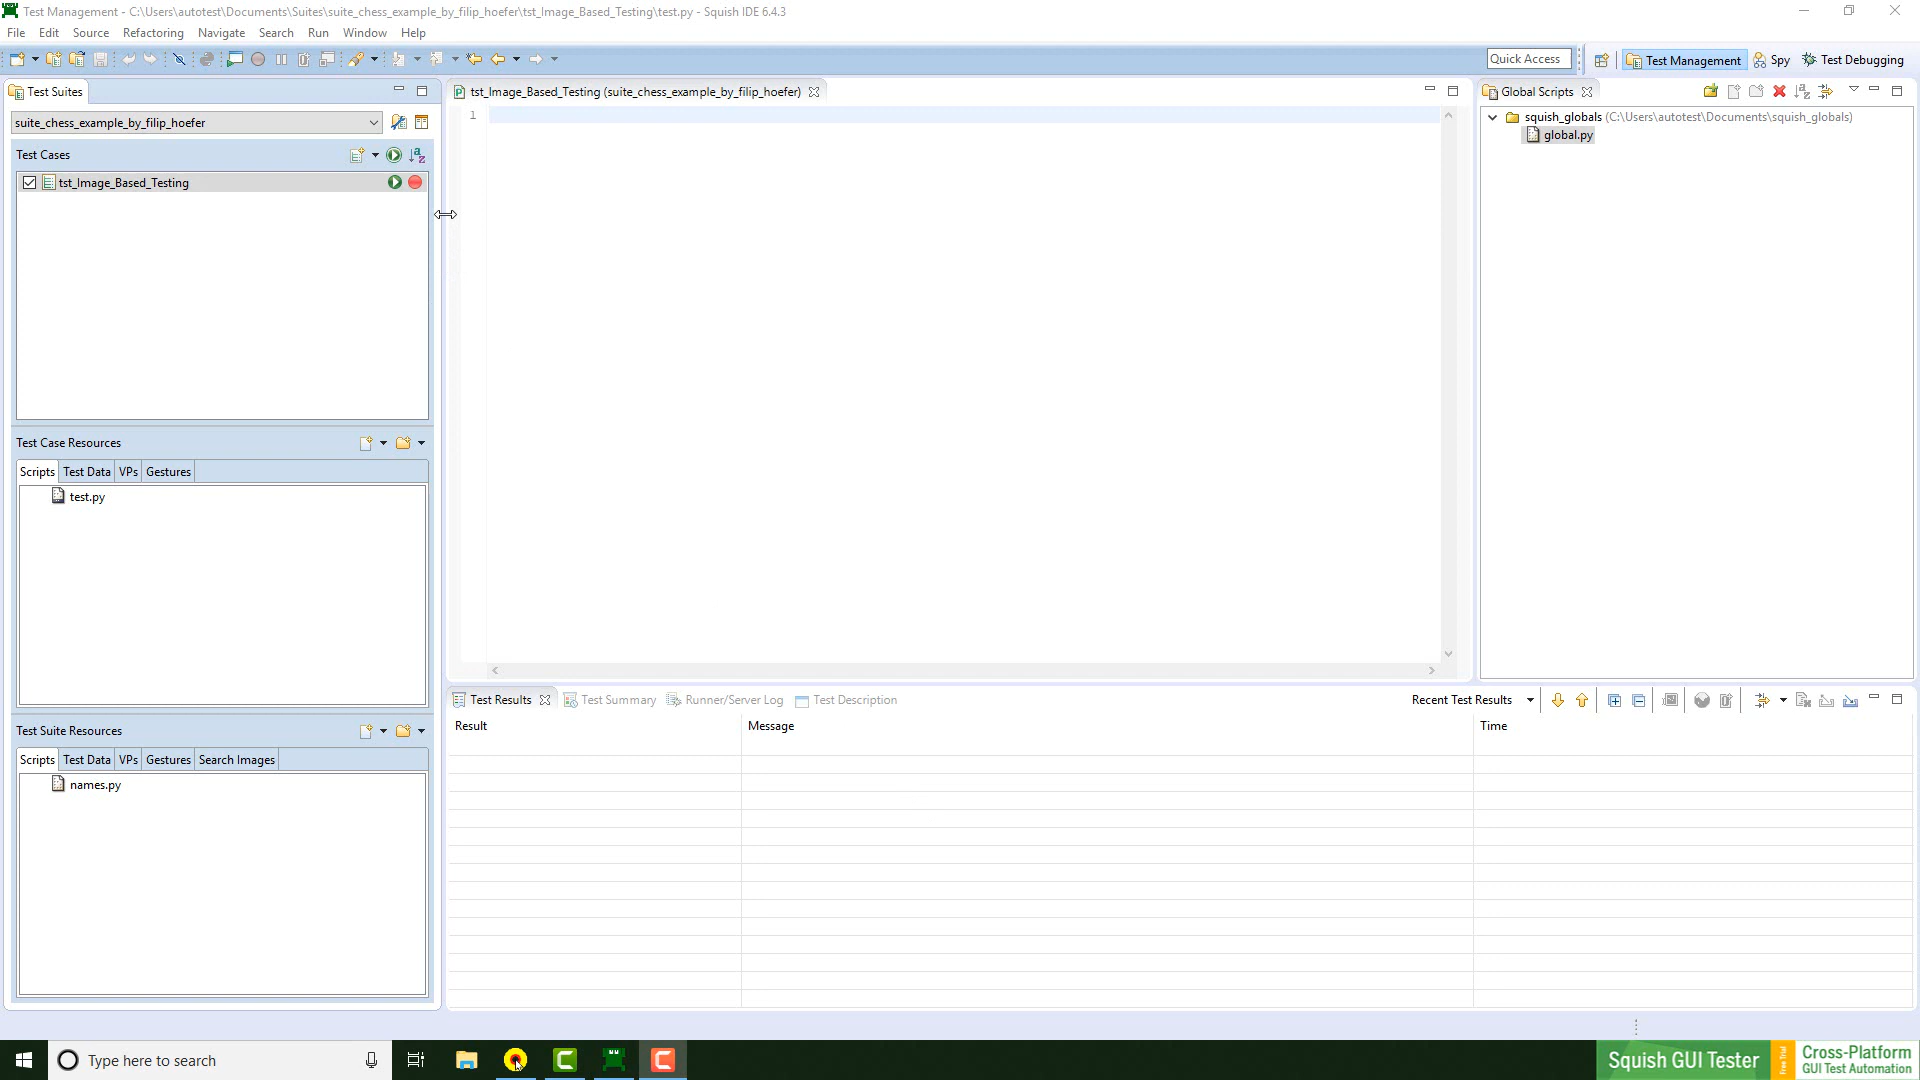 Test Management - C:\Users\autotest\Documents\Suites\suite_chess_example_by_filip_hoefer\tst_Image_Based_Testing\test.py - Squish IDE 6.4.3
File Edit Source Refactoring Navigate Search Run Window Help
Quick Access
Test Management Spy Test Debugging
Test Suites
suite_chess_example_by_filip_hoefer
Test Cases
tst_Image_Based_Testing
Test Case Resources
Scripts Test Data VPs Gestures
test.py
Test Suite Resources
Scripts Test Data VPs Gestures Search Images
names.py
tst_Image_Based_Testing (suite_chess_example_by_filip_hoefer)
1
Global Scripts
squish_globals (C:\Users\autotest\Documents\squish_globals)
global.py
Test Results Test Summary Runner/Server Log Test Description
Recent Test Results
Result Message Time
Type here to search
Squish GUI Tester
Free Trial
Cross-Platform
GUI Test Automation